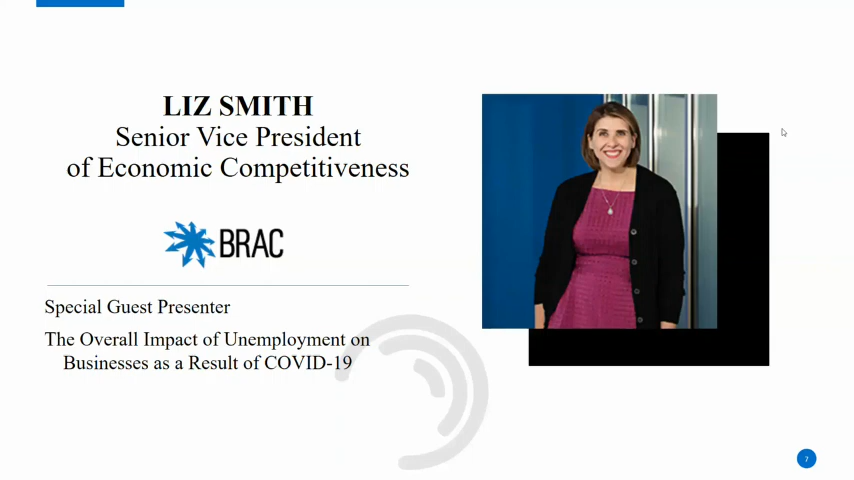 LIZ SMITH
Senior Vice President
of Economic Competitiveness
BRAC
Special Guest Presenter
The Overall Impact of Unemployment on
Businesses as a Result of COVID-19
7